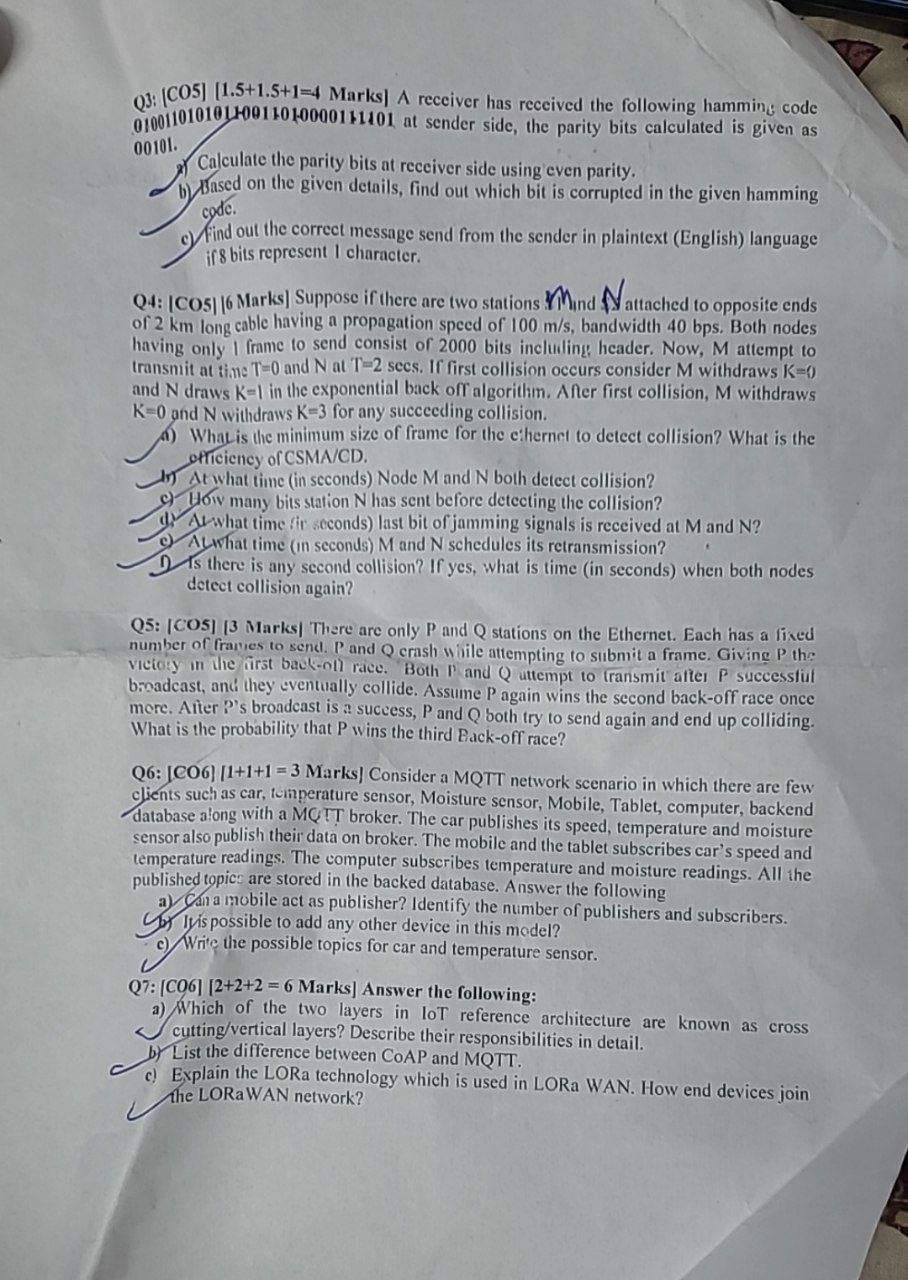 Q3: [CO5] [1.5+1.5+1=4 Marks] A receiver has received the following hamming code
at sender side, the parity bits calculated is given as
00101.
a) Calculate the parity bits at receiver side using even parity.
b) Based on the given details, find out which bit is corrupted in the given hamming
code.
c) Find out the correct message send from the sender in plaintext (English) language
if 8 bits represent 1 character.
Q4: [CO5] [6 Marks] Suppose if there are two stations M and N attached to opposite ends
of 2 km long cable having a propagation speed of 100 m/s, bandwidth 40 bps. Both nodes
having only 1 frame to send consist of 2000 bits including header. Now, M attempt to
transmit at time T=0 and N at T=2 secs. If first collision occurs consider M withdraws K=0
and N draws K=1 in the exponential back off algorithm. After first collision, M withdraws
K=0 and N withdraws K=3 for any succeeding collision.
a) What is the minimum size of frame for the ethernet to detect collision? What is the
efficiency of CSMA/CD.
b) At what time (in seconds) Node M and N both detect collision?
c) How many bits station N has sent before detecting the collision?
d) At what time (in seconds) last bit of jamming signals is received at M and N?
e) At what time (in seconds) M and N schedules its retransmission?
f) Is there is any second collision? If yes, what is time (in seconds) when both nodes
detect collision again?
Q5: [CO5] [3 Marks] There are only P and Q stations on the Ethernet. Each has a fixed
number of frames to send. P and Q crash while attempting to submit a frame. Giving P the
victory in the first back-off race. Both P and Q attempt to transmit after P successful
broadcast, and they eventually collide. Assume P again wins the second back-off race once
more. After P's broadcast is a success, P and Q both try to send again and end up colliding.
What is the probability that P wins the third Back-off race?
Q6: [CO6] [1+1+1 = 3 Marks] Consider a MQTT network scenario in which there are few
clients such as car, temperature sensor, Moisture sensor, Mobile, Tablet, computer, backend
database along with a MQTT broker. The car publishes its speed, temperature and moisture
sensor also publish their data on broker. The mobile and the tablet subscribes car's speed and
temperature readings. The computer subscribes temperature and moisture readings. All the
published topics are stored in the backed database. Answer the following
a) Can a mobile act as publisher? Identify the number of publishers and subscribers.
b) It is possible to add any other device in this model?
c) Write the possible topics for car and temperature sensor.
Q7: [CO6] [2+2+2 = 6 Marks] Answer the following:
a) Which of the two layers in IoT reference architecture are known as cross
cutting/vertical layers? Describe their responsibilities in detail.
b) List the difference between CoAP and MQTT.
c) Explain the LORa technology which is used in LORa WAN. How end devices join
the LORaWAN network?